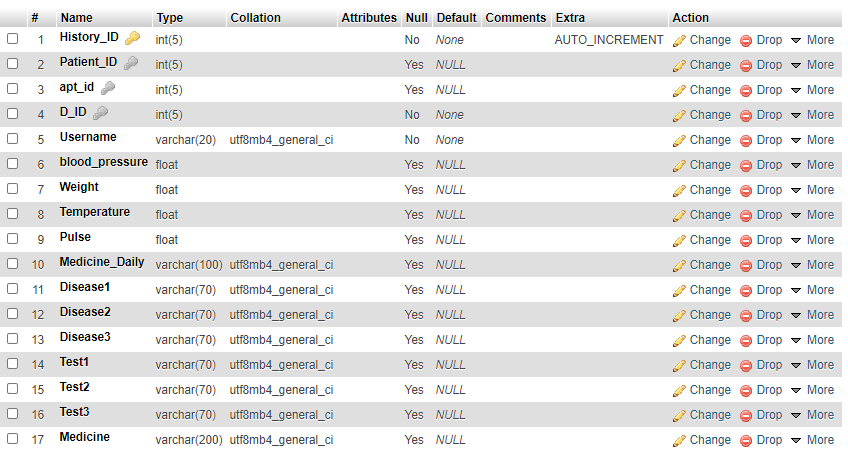 # Name Type Collation Attributes Null Default Comments Extra Action
1 History_ID int(5) No None AUTO_INCREMENT Change Drop More
2 Patient_ID int(5) Yes NULL Change Drop More
3 apt_id int(5) Yes NULL Change Drop More
4 D_ID int(5) No None Change Drop More
5 Username varchar(20) utf8mb4_general_ci No None Change Drop More
6 blood_pressure float Yes NULL Change Drop More
7 Weight float Yes NULL Change Drop More
8 Temperature float Yes NULL Change Drop More
9 Pulse float Yes NULL Change Drop More
10 Medicine_Daily varchar(100) utf8mb4_general_ci Yes NULL Change Drop More
11 Disease1 varchar(70) utf8mb4_general_ci Yes NULL Change Drop More
12 Disease2 varchar(70) utf8mb4_general_ci Yes NULL Change Drop More
13 Disease3 varchar(70) utf8mb4_general_ci Yes NULL Change Drop More
14 Test1 varchar(70) utf8mb4_general_ci Yes NULL Change Drop More
15 Test2 varchar(70) utf8mb4_general_ci Yes NULL Change Drop More
16 Test3 varchar(70) utf8mb4_general_ci Yes NULL Change Drop More
17 Medicine varchar(200) utf8mb4_general_ci Yes NULL Change Drop More